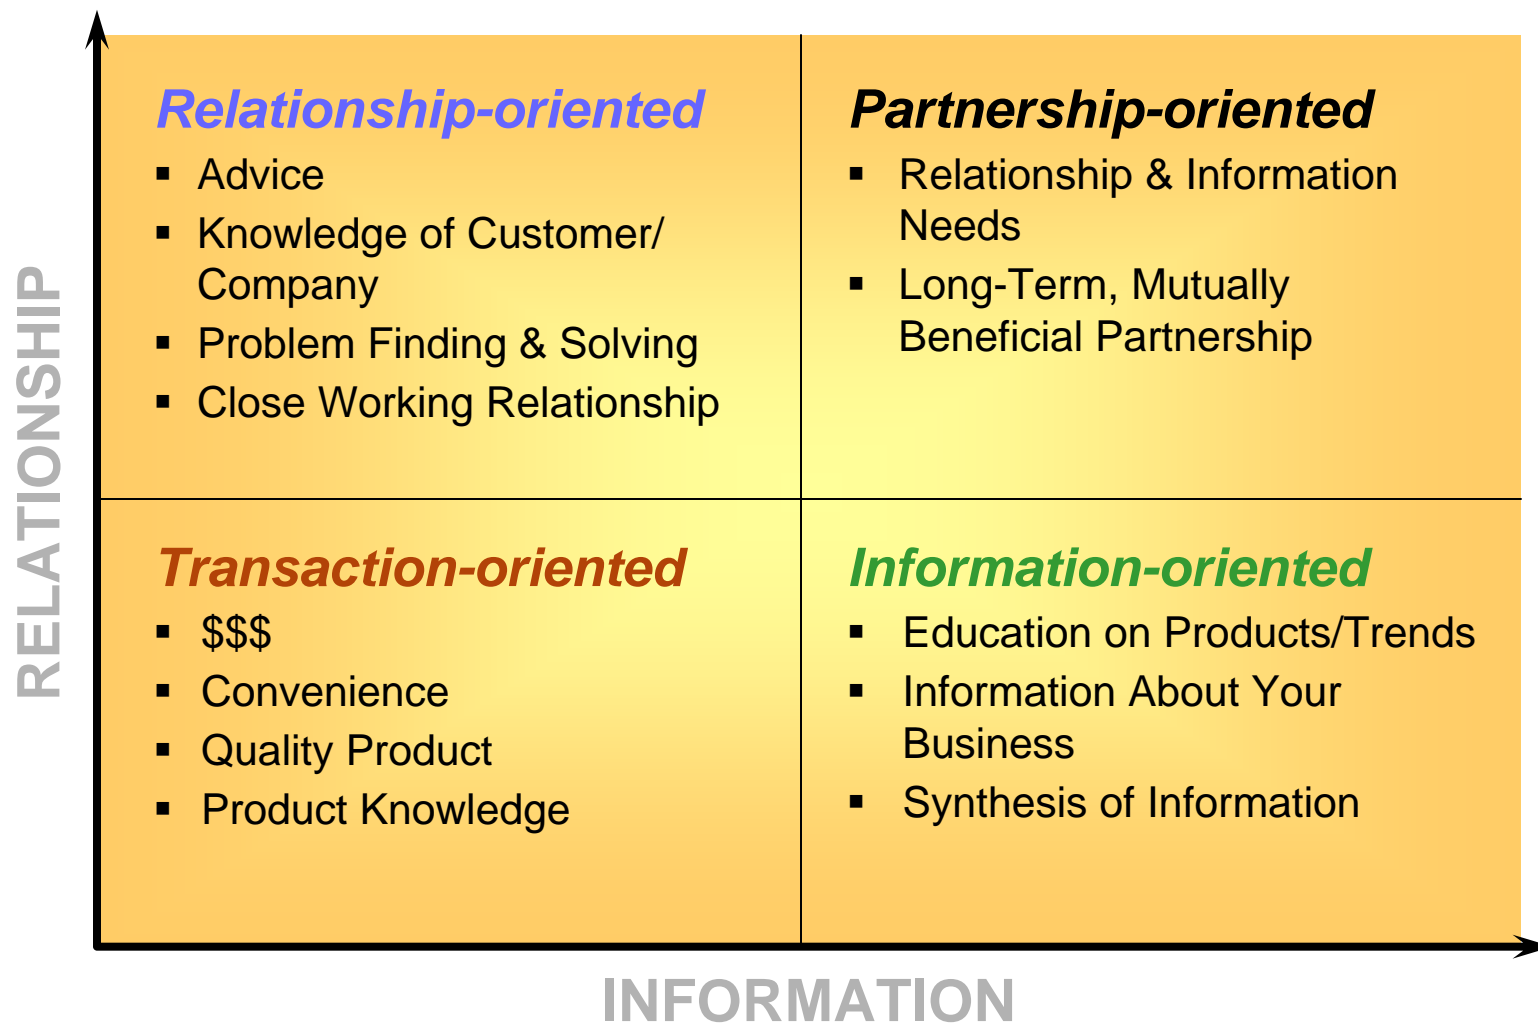 RELATIONSHIP
Relationship-oriented
▪ Advice
▪ Knowledge of Customer/
Company
▪ Problem Finding & Solving
▪ Close Working Relationship
Partnership-oriented
▪ Relationship & Information
Needs
▪ Long-Term, Mutually
Beneficial Partnership
Transaction-oriented
▪ $$$
▪ Convenience
▪ Quality Product
▪ Product Knowledge
Information-oriented
▪ Education on Products/Trends
▪ Information About Your
Business
▪ Synthesis of Information
INFORMATION